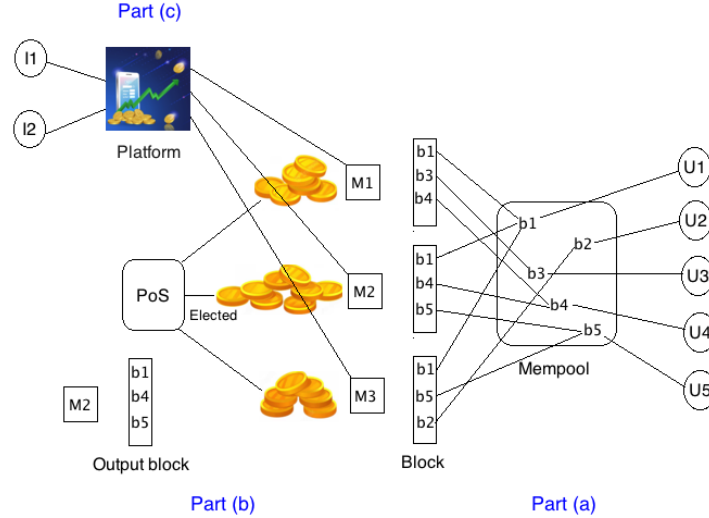 Part (c)
I1
I2
Platform
M1
M2
M3
PoS
Elected
M2
b1
b4
b5
Output block
Part (b)
b1
b3
b4
b1
b4
b5
b1
b5
b2
Block
b1
b2
b3
b4
b5
Mempool
U1
U2
U3
U4
U5
Part (a)